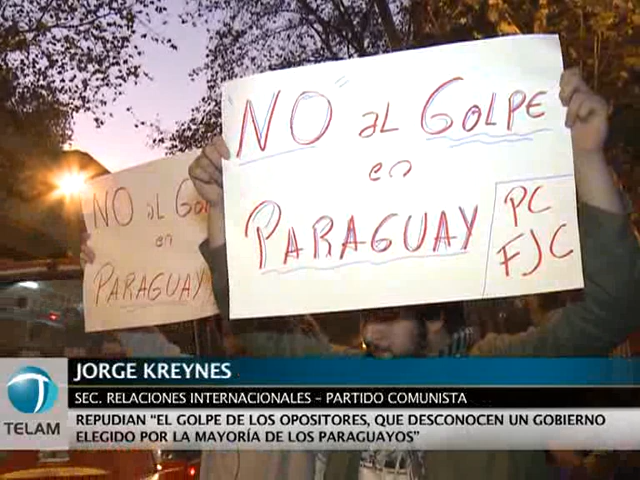 "NO" al GOLPE
en
PARAGUAY
PC
FJC
NO al GO
en
PARAGUAY
JORGE KREYNES
SEC. RELACIONES INTERNACIONALES – PARTIDO COMUNISTA
TELAM
REPUDIAN “EL GOLPE DE LOS OPOSITORES, QUE DESCONOCEN UN GOBIERNO
ELEGIDO POR LA MAYORÍA DE LOS PARAGUAYOS”